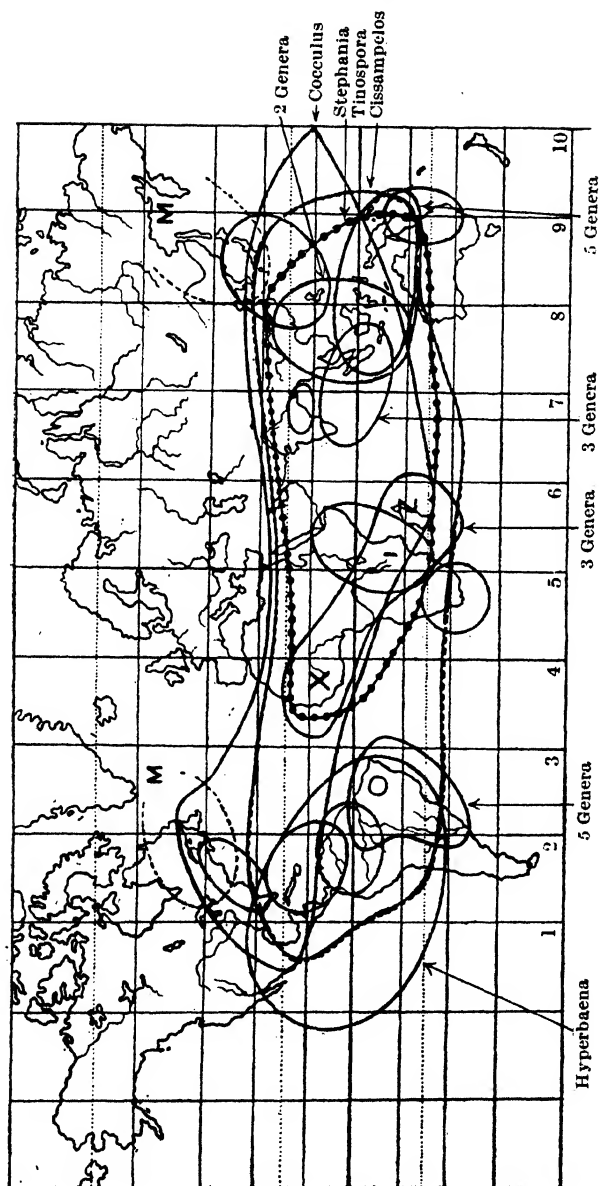 2 Genera
Cocculus
Stephania
Tinospora
Cissampelos
M
M
X
Z
O
1
2
3
4
5
6
7
8
9
10
Hyperbaena
5 Genera
3 Genera
3 Genera
5 Genera